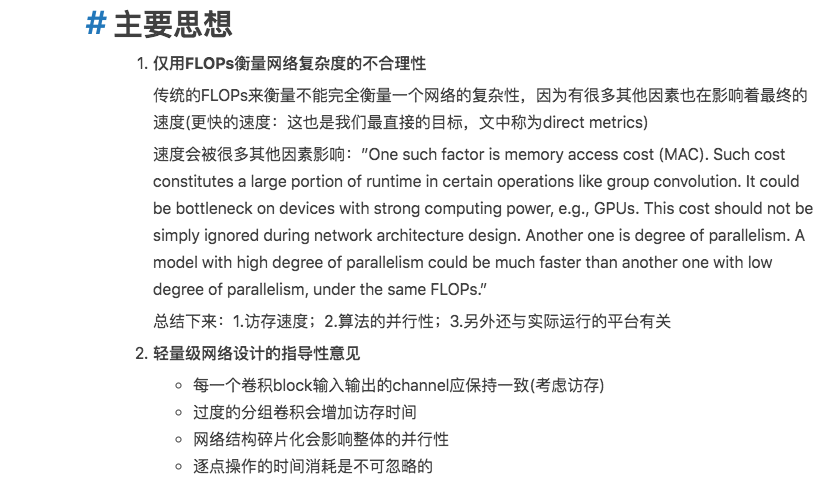 # 主要思想
1. 仅用FLOPs衡量网络复杂度的不合理性
传统的FLOPs来衡量不能完全衡量一个网络的复杂性，因为有很多其他因素也在影响着最终的
速度(更快的速度：这也是我们最直接的目标，文中称为direct metrics)
速度会被很多其他因素影响：”One such factor is memory access cost (MAC). Such cost
constitutes a large portion of runtime in certain operations like group convolution. It could
be bottleneck on devices with strong computing power, e.g., GPUs. This cost should not be
simply ignored during network architecture design. Another one is degree of parallelism. A
model with high degree of parallelism could be much faster than another one with low
degree of parallelism, under the same FLOPs.”
总结下来：1.访存速度；2.算法的并行性；3.另外还与实际运行的平台有关
2. 轻量级网络设计的指导性意见
◦ 每一个卷积block输入输出的channel应保持一致(考虑访存)
◦ 过度的分组卷积会增加访存时间
◦ 网络结构碎片化会影响整体的并行性
◦ 逐点操作的时间消耗是不可忽略的